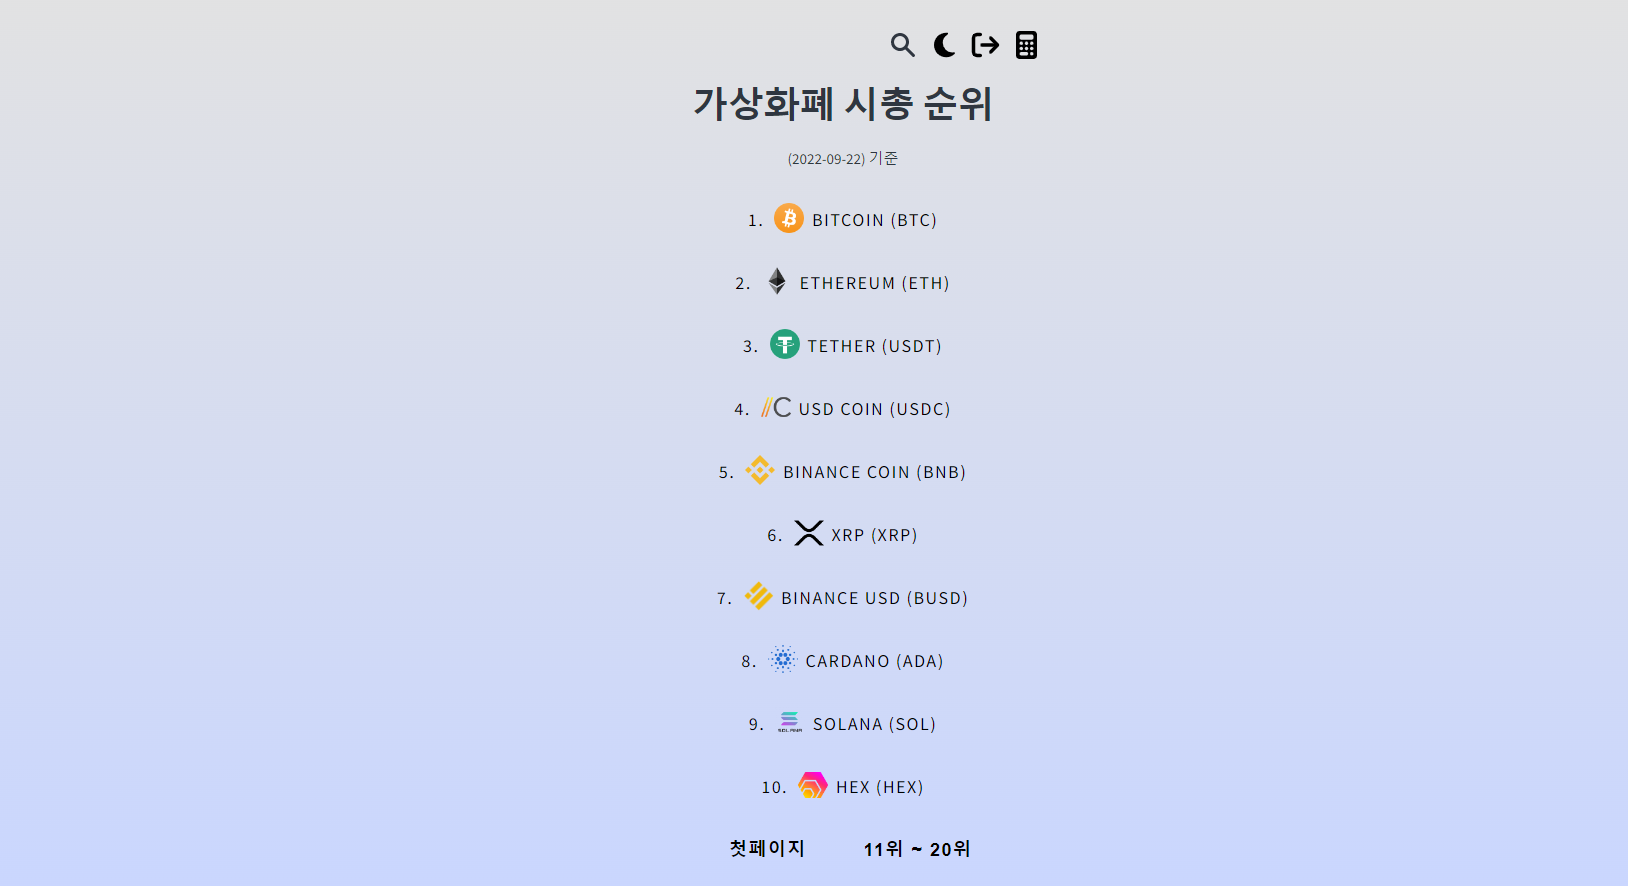 가상화폐 시총 순위
(2022-09-22) 기준
1. BITCOIN (BTC)
2. ETHEREUM (ETH)
3. TETHER (USDT)
4. USD COIN (USDC)
5. BINANCE COIN (BNB)
6. XRP (XRP)
7. BINANCE USD (BUSD)
8. CARDANO (ADA)
9. SOLANA SOLANA (SOL)
10. HEX (HEX)
첫페이지 11위 ~ 20위